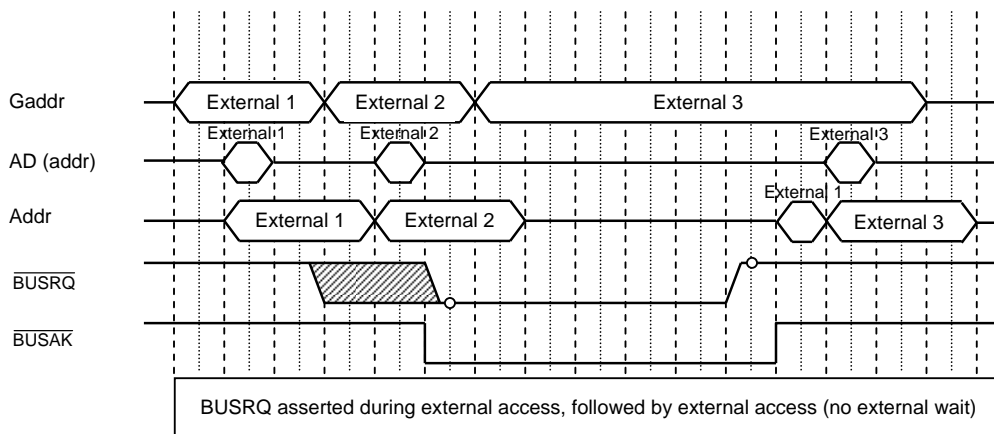 Gaddr External 1 External 2 External 3
External 1 External 2 External 3
AD (addr)
External 1
Addr External 1 External 2 External 3
BUSRQ
BUSAK
BUSRQ asserted during external access, followed by external access (no external wait)